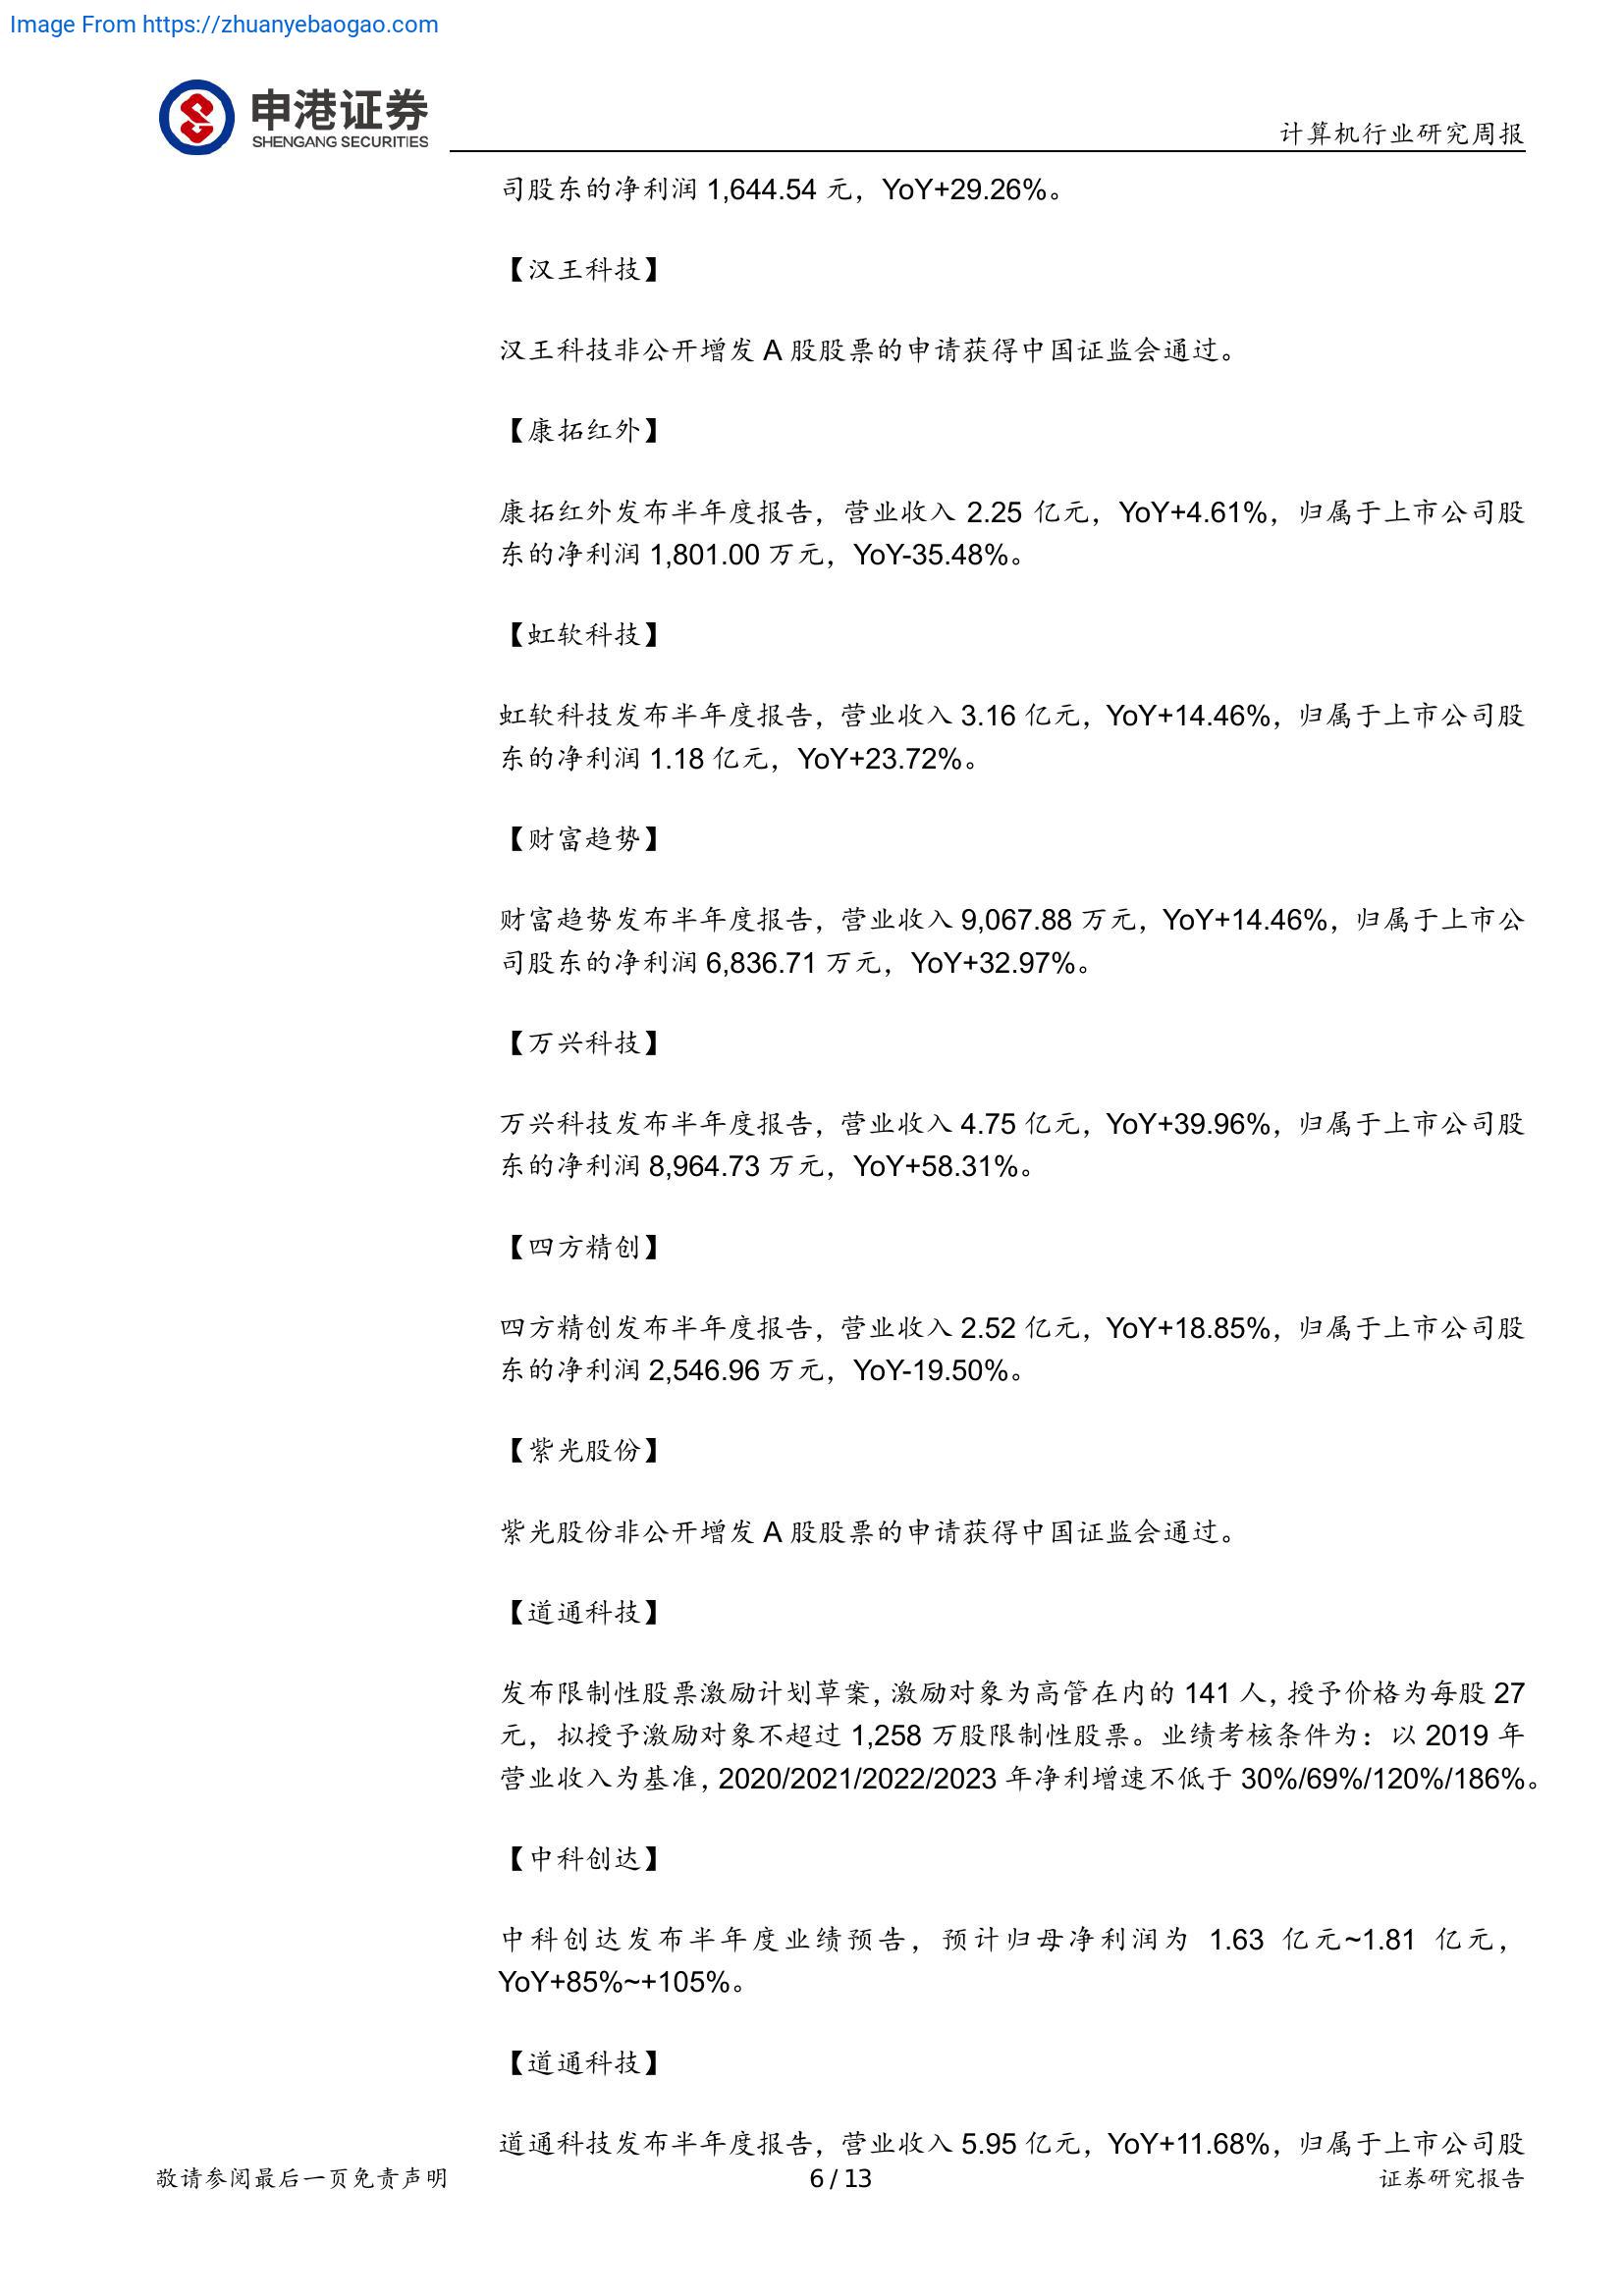 Image From https://zhuanyebaogao.com
申港证券
SHENGANG SECURITIES
计算机行业研究周报
司股东的净利润 1,644.54 元，YoY+29.26%。
【汉王科技】
汉王科技非公开增发 A 股股票的申请获得中国证监会通过。
【康拓红外】
康拓红外发布半年度报告，营业收入 2.25 亿元，YoY+4.61%，归属于上市公司股
东的净利润 1,801.00 万元，YoY-35.48%。
【虹软科技】
虹软科技发布半年度报告，营业收入 3.16 亿元，YoY+14.46%，归属于上市公司股
东的净利润 1.18 亿元，YoY+23.72%。
【财富趋势】
财富趋势发布半年度报告，营业收入 9,067.88 万元，YoY+14.46%，归属于上市公
司股东的净利润 6,836.71 万元，YoY+32.97%。
【万兴科技】
万兴科技发布半年度报告，营业收入 4.75 亿元，YoY+39.96%，归属于上市公司股
东的净利润 8,964.73 万元，YoY+58.31%。
【四方精创】
四方精创发布半年度报告，营业收入 2.52 亿元，YoY+18.85%，归属于上市公司股
东的净利润 2,546.96 万元，YoY-19.50%。
【紫光股份】
紫光股份非公开增发 A 股股票的申请获得中国证监会通过。
【道通科技】
发布限制性股票激励计划草案，激励对象为高管在内的 141 人，授予价格为每股 27
元，拟授予激励对象不超过 1,258 万股限制性股票。业绩考核条件为：以 2019 年
营业收入为基准，2020/2021/2022/2023 年净利增速不低于 30%/69%/120%/186%。
【中科创达】
中科创达发布半年度业绩预告，预计归母净利润为 1.63 亿元~1.81 亿元，
YoY+85%~+105%。
【道通科技】
道通科技发布半年度报告，营业收入 5.95 亿元，YoY+11.68%，归属于上市公司股
敬请参阅最后一页免责声明
6 / 13
证券研究报告